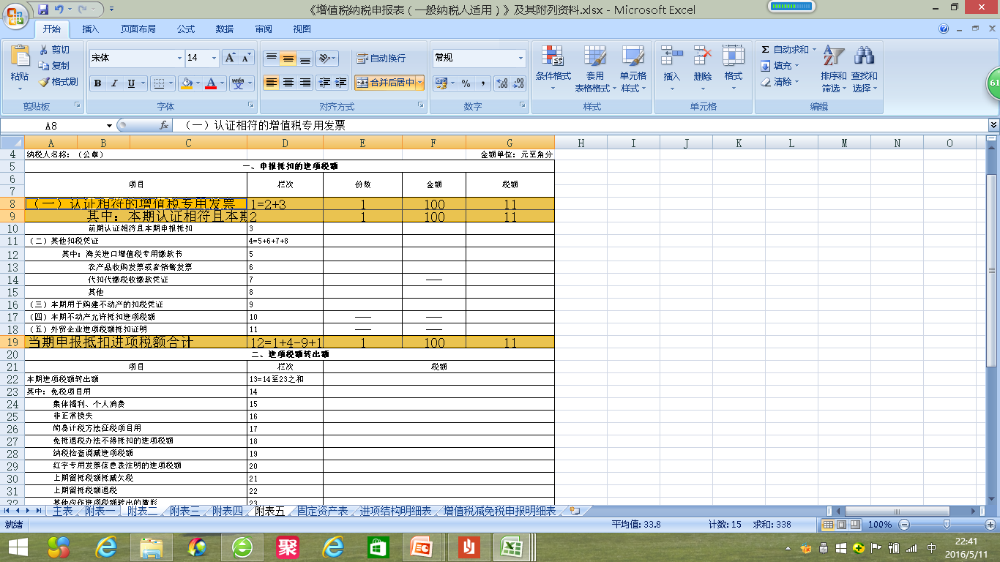 《增值税纳税申报表（一般纳税人适用）》及其附列资料.xlsx - Microsoft Excel
开始 插入 页面布局 公式 数据 审阅 视图
粘贴 剪切 复制 格式刷 剪贴板
宋体 14 A A B I U wén 变 字体
自动换行 合并后居中 对齐方式
常规 % , 数字
条件格式 套用表格格式 单元格样式 样式
插入 删除 格式 单元格
Σ 自动求和 填充 清除 排序和筛选 查找和选择 编辑
61
A8 fx （一）认证相符的增值税专用发票
A B C D E F G H I J K L M N O
4 纳税人名称：（公章） 金额单位：元至角分
5 一、申报抵扣的进项税额
6 项目 栏次 份数 金额 税额
7
8 （一）认证相符的增值税专用发票 1=2+3 1 100 11
9 其中：本期认证相符且本期 2 1 100 11
10 前期认证相符且本期申报抵扣 3
11 （二）其他扣税凭证 4=5+6+7+8
12 其中：海关进口增值税专用缴款书 5
13 农产品收购发票或者销售发票 6
14 代扣代缴税收缴款凭证 7 ——
15 其他 8
16 （三）本期用于购建不动产的扣税凭证 9
17 （四）本期不动产允许抵扣进项税额 10 —— ——
18 （五）外贸企业进项税额抵扣证明 11 —— ——
19 当期申报抵扣进项税额合计 12=1+4-9+1 1 100 11
20 二、进项税额转出额
21 项目 栏次 税额
22 本期进项税额转出额 13=14至23之和
23 其中：免税项目用 14
24 集体福利、个人消费 15
25 非正常损失 16
26 简易计税方法征税项目用 17
27 免抵退税办法不得抵扣的进项税额 18
28 纳税检查调减进项税额 19
29 红字专用发票信息表注明的进项税额 20
30 上期留抵税额抵减欠税 21
31 上期留抵税额退税 22
32 其他应作进项税额转出的情形 23
主表 附表一 附表二 附表三 附表四 附表五 固定资产表 进项结构明细表 增值税减免税申报明细表
就绪 平均值: 33.8 计数: 15 求和: 338 100%
聚 中 22:41
2016/5/11